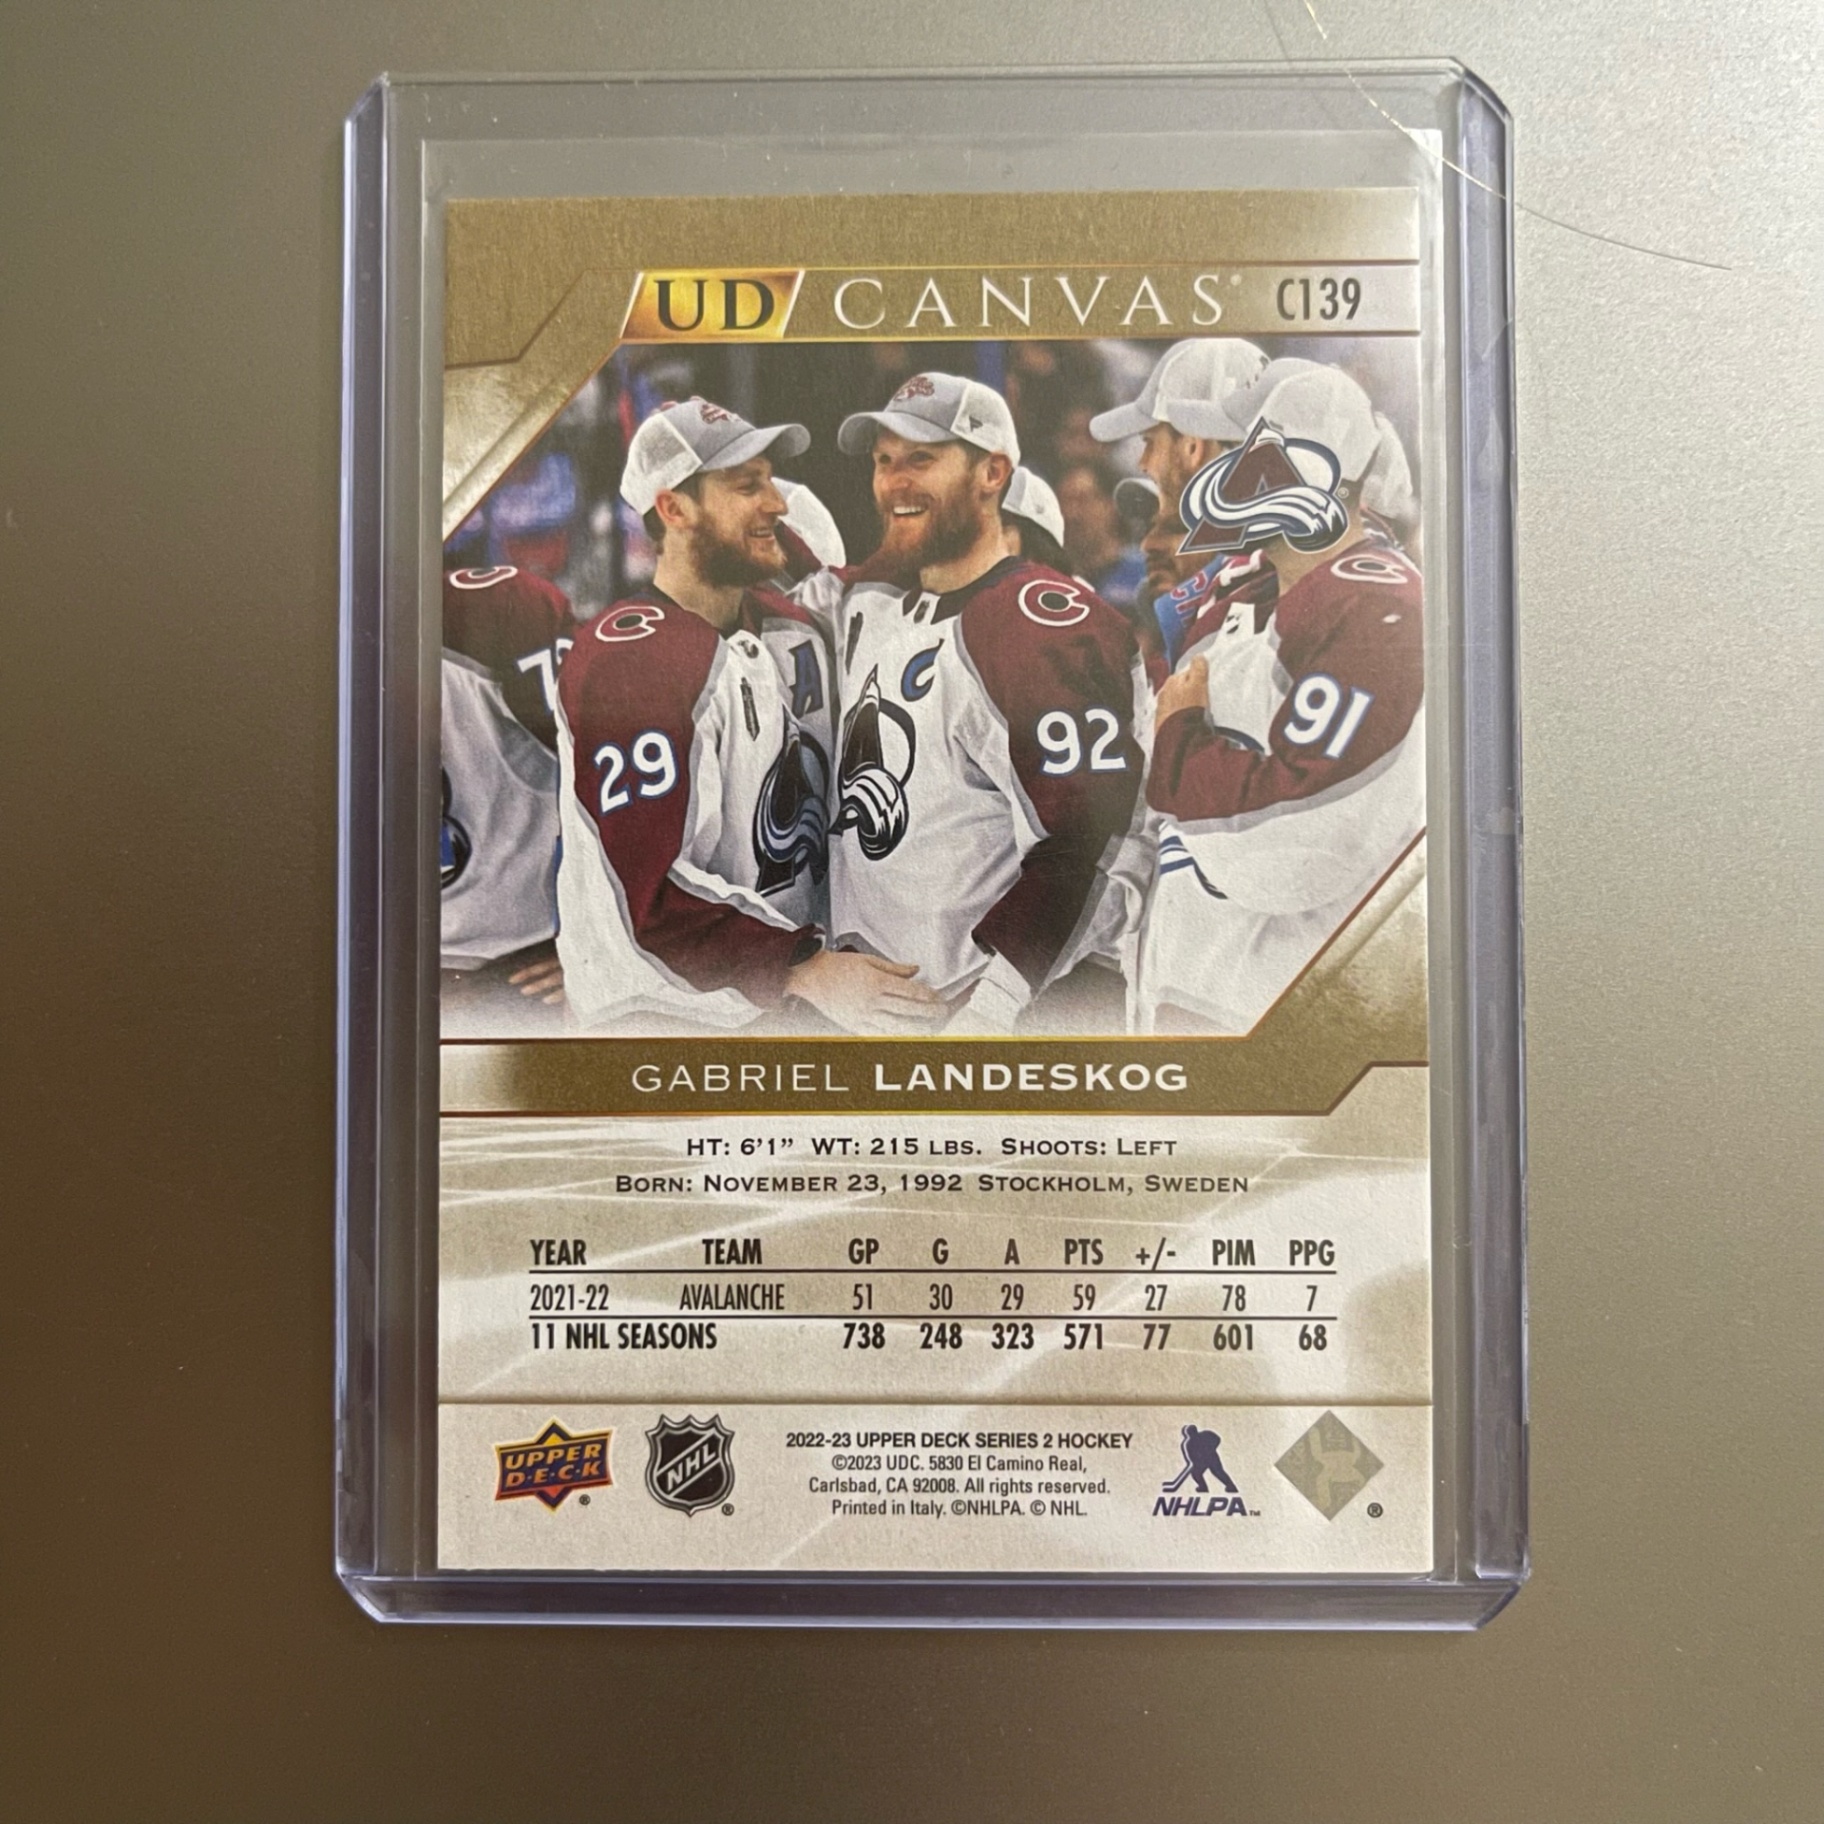 UD CANVAS® C139
A
C
29
92
91
GABRIEL LANDESKOG
HT: 6'1" WT: 215 LBS. SHOOTS: LEFT
BORN: NOVEMBER 23, 1992 STOCKHOLM, SWEDEN
YEAR TEAM GP G A PTS +/- PIM PPG
2021-22 AVALANCHE 51 30 29 59 27 78 7
11 NHL SEASONS 738 248 323 571 77 601 68
UPPER
D·E·C·K
®
NHL
®
2022-23 UPPER DECK SERIES 2 HOCKEY
©2023 UDC. 5830 El Camino Real,
Carlsbad, CA 92008. All rights reserved.
Printed in Italy. ©NHLPA. © NHL.
NHLPA™
®